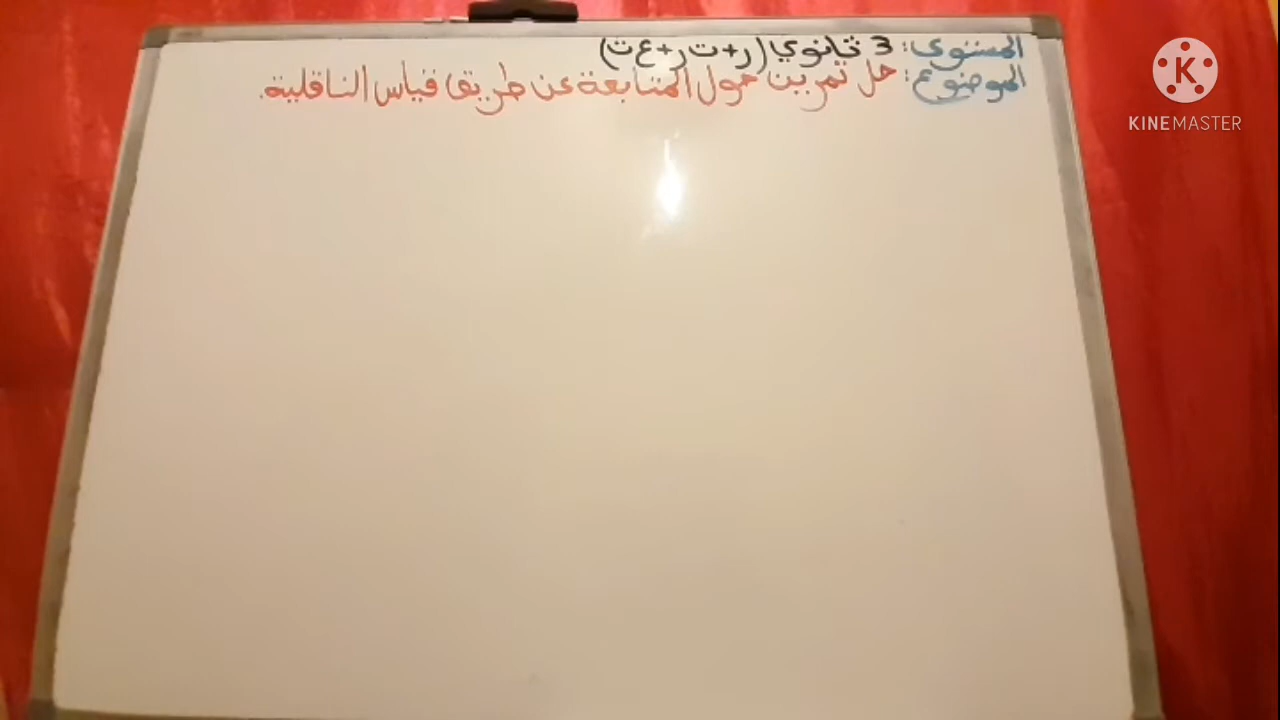 المستوى: 3 ثانوي (ر+ت ر+ع ت)
الموضوع: حل تمرين حول المتابعة عن طريق قياس الناقلية.
K
KINEMASTER